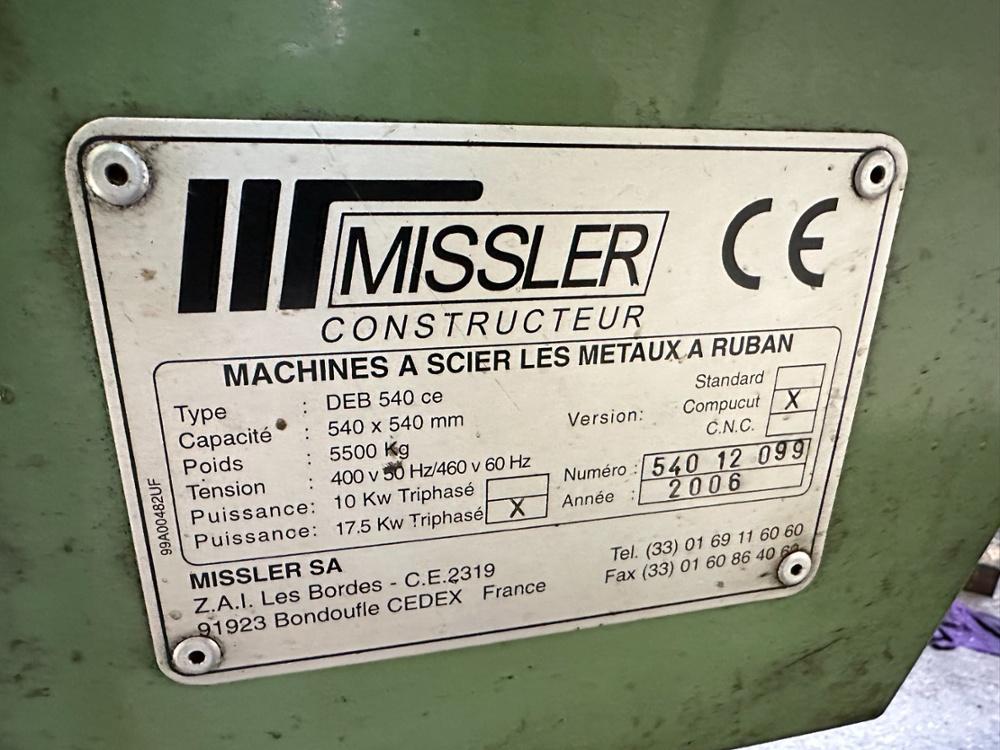 MISSLER
CE
CONSTRUCTEUR
MACHINES A SCIER LES METAUX A RUBAN
Type : DEB 540 ce
Capacité : 540 x 540 mm
Poids : 5500 Kg
Tension : 400 v 50 Hz/460 v 60 Hz
Puissance: 10 Kw Triphasé
Puissance: 17.5 Kw Triphasé X
Version: Standard
Compucut X
C.N.C.
Numéro : 540 12 099
Année : 2006
99A00482UF
MISSLER SA
Z.A.I. Les Bordes - C.E.2319
91923 Bondoufle CEDEX France
Tel. (33) 01 69 11 60 60
Fax (33) 01 60 86 40